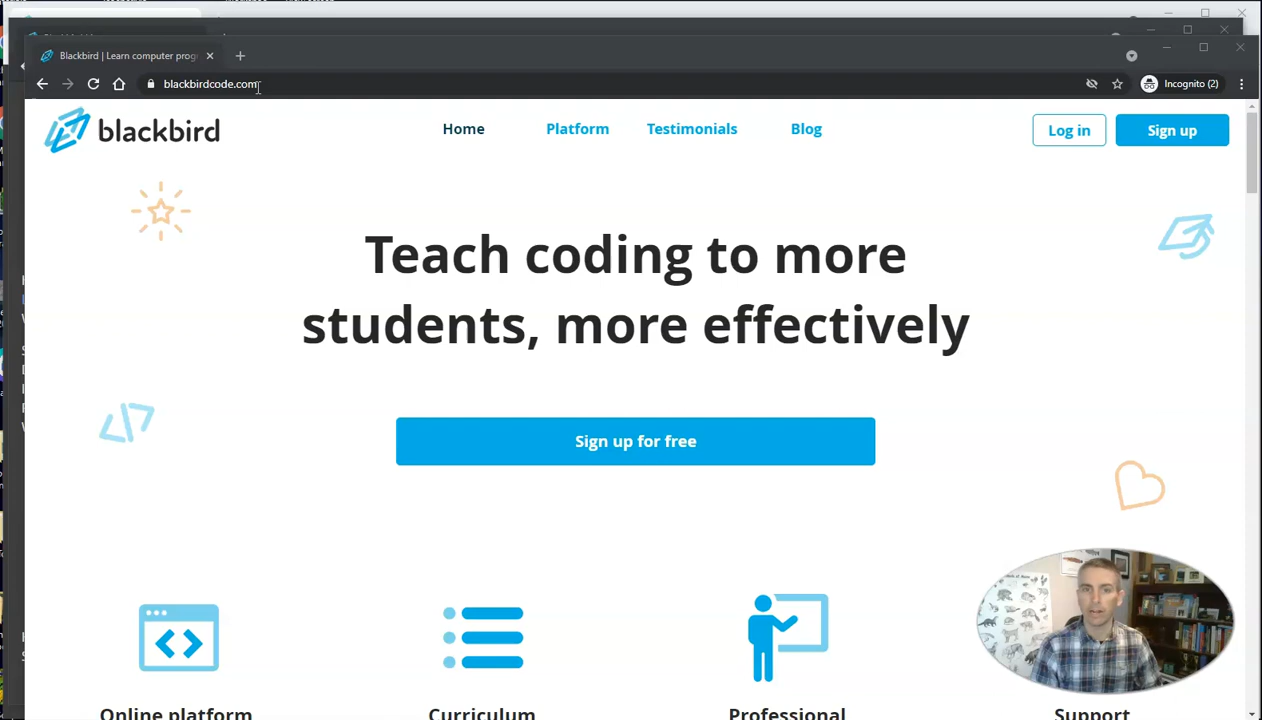 Blackbird | Learn computer prog
blackbirdcode.com
Incognito (2)
blackbird
Home
Platform
Testimonials
Blog
Log in
Sign up
Teach coding to more
students, more effectively
Sign up for free
Online platform
Curriculum
Professional
Support